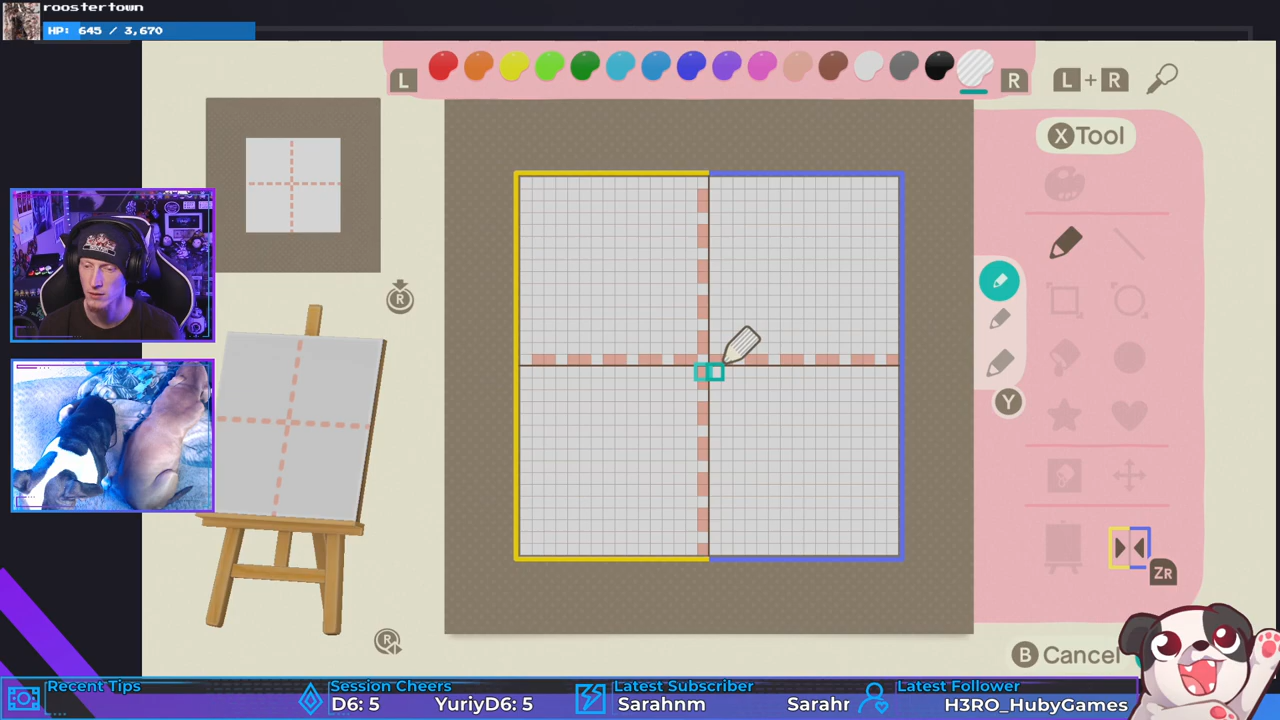 roostertown
HP: 645 / 3,670
L
R
L + R
X Tool
R
Y
ZR
R
B Cancel
Recent Tips
Session Cheers
D6: 5
YuriyD6: 5
Latest Subscriber
Sarahnm
Sarahr
Latest Follower
H3RO_HubyGames